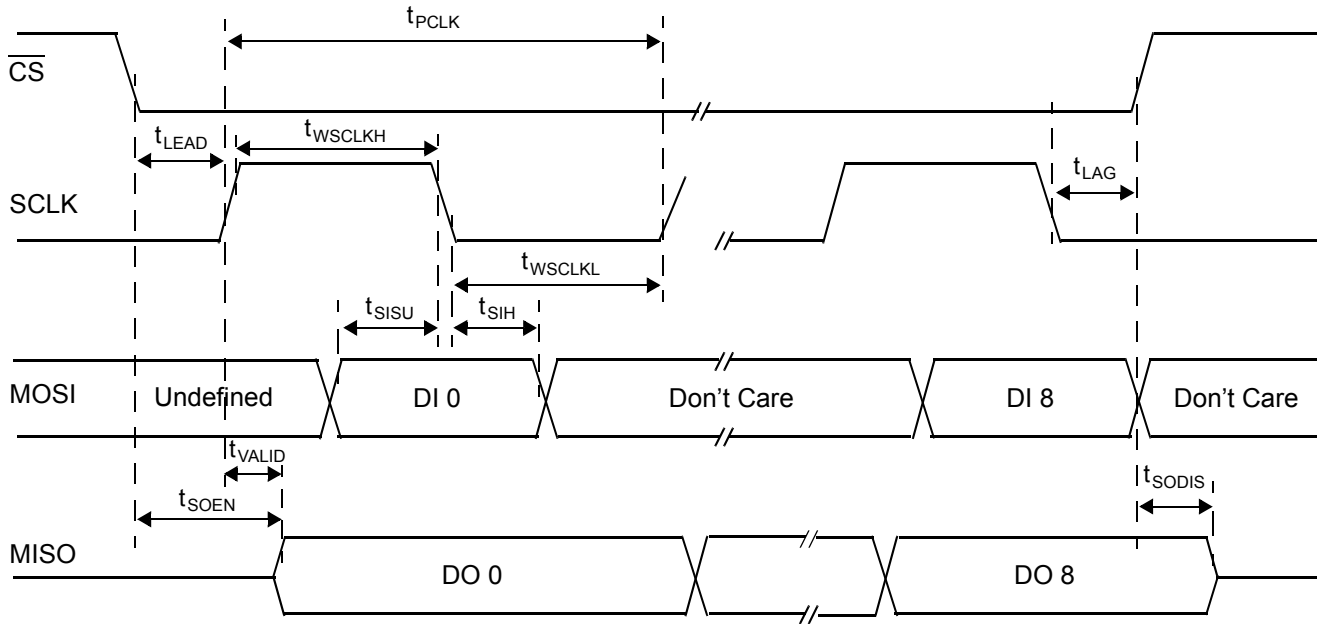 tPCLK
CS
tLEAD
tWSCLKH
tLAG
SCLK
tWSCLKL
tSISU
tSIH
MOSI
Undefined
DI 0
Don't Care
DI 8
Don't Care
tVALID
tSODIS
tSOEN
MISO
DO 0
DO 8